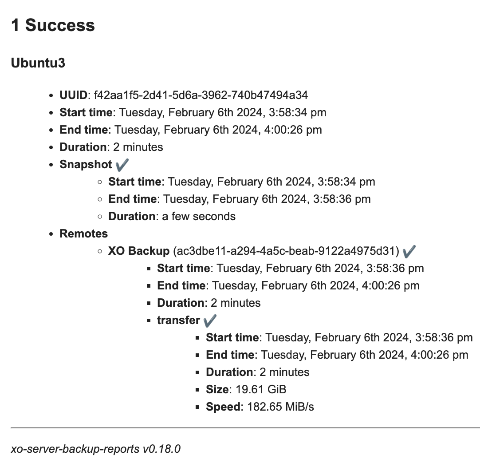 1 Success
Ubuntu3
UUID: f42aa1f5-2d41-5d6a-3962-740b47494a34
Start time: Tuesday, February 6th 2024, 3:58:34 pm
End time: Tuesday, February 6th 2024, 4:00:26 pm
Duration: 2 minutes
Snapshot ✔
Start time: Tuesday, February 6th 2024, 3:58:34 pm
End time: Tuesday, February 6th 2024, 3:58:36 pm
Duration: a few seconds
Remotes
XO Backup (ac3dbe11-a294-4a5c-beab-9122a4975d31) ✔
Start time: Tuesday, February 6th 2024, 3:58:36 pm
End time: Tuesday, February 6th 2024, 4:00:26 pm
Duration: 2 minutes
transfer ✔
Start time: Tuesday, February 6th 2024, 3:58:36 pm
End time: Tuesday, February 6th 2024, 4:00:26 pm
Duration: 2 minutes
Size: 19.61 GiB
Speed: 182.65 MiB/s
xo-server-backup-reports v0.18.0